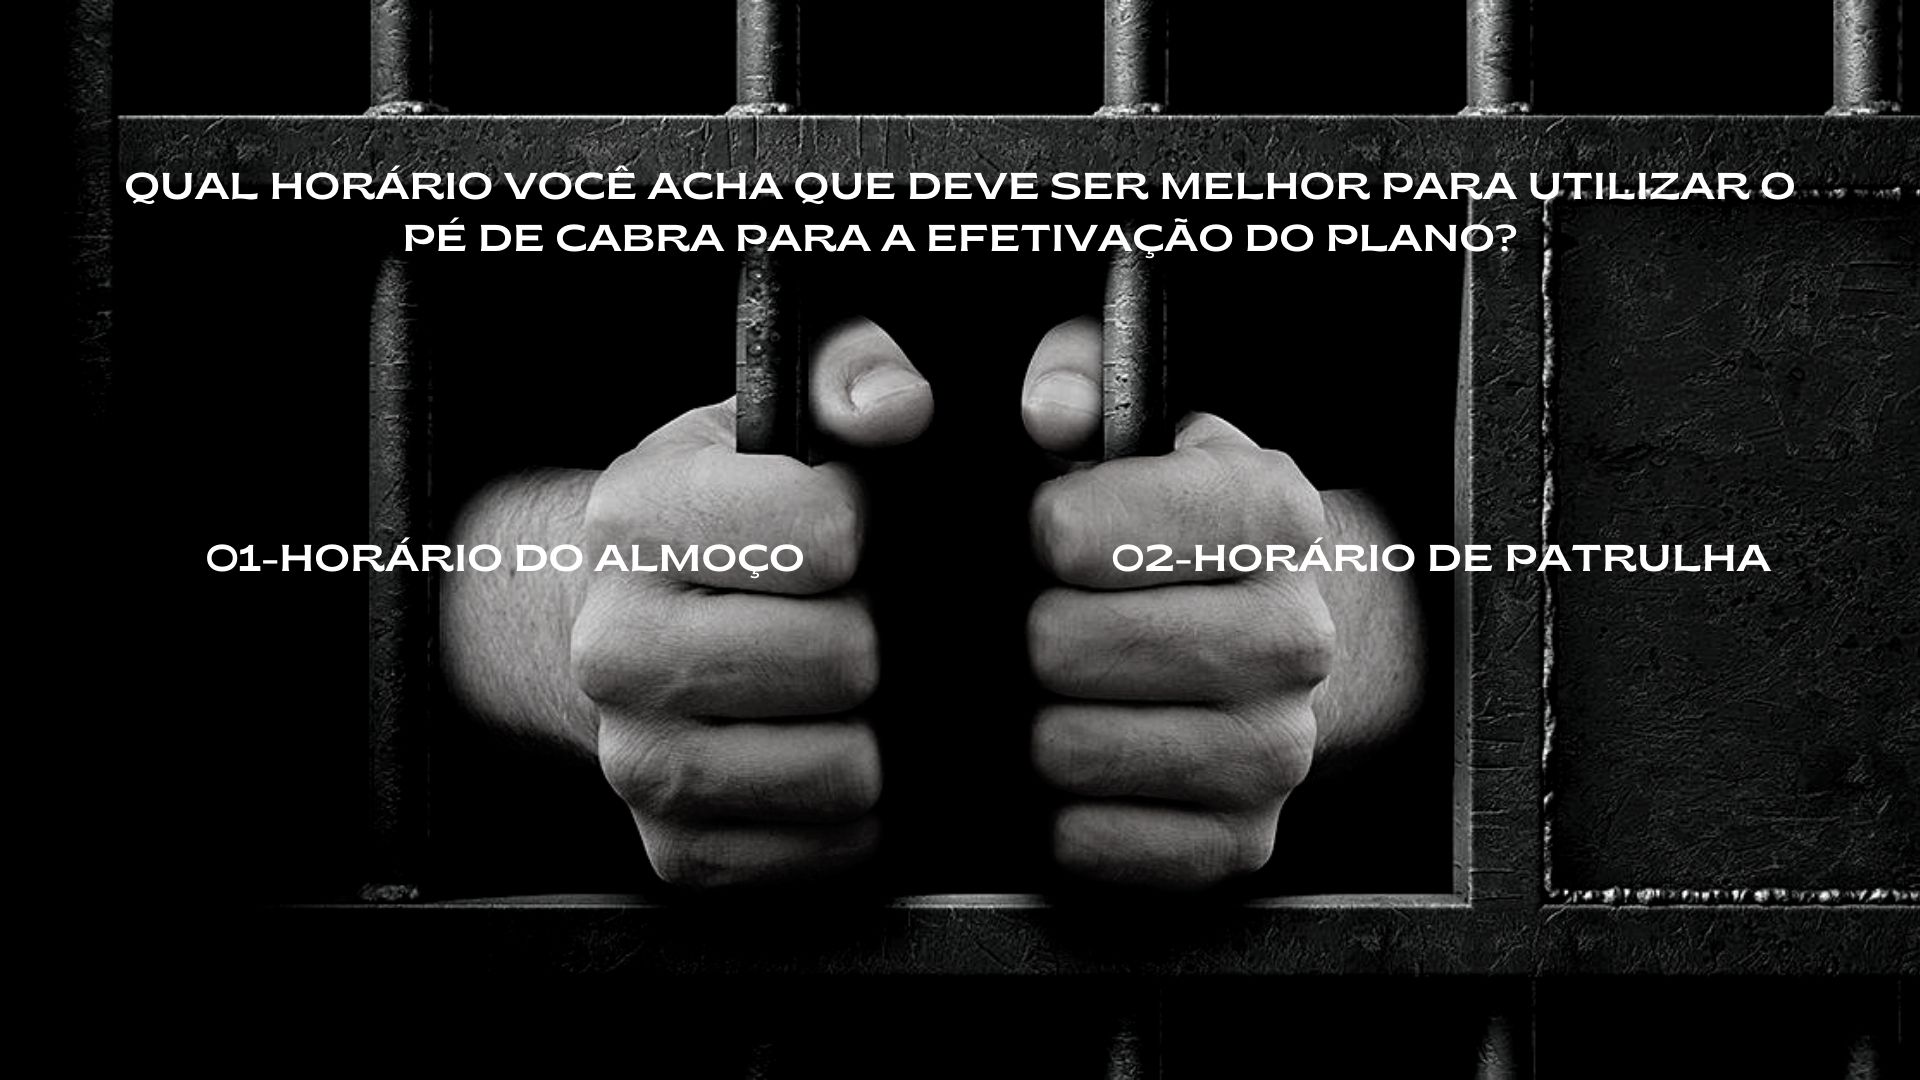 QUAL HORÁRIO VOCÊ ACHA QUE DEVE SER MELHOR PARA UTILIZAR O
PÉ DE CABRA PARA A EFETIVAÇÃO DO PLANO?
01-HORÁRIO DO ALMOÇO
02-HORÁRIO DE PATRULHA